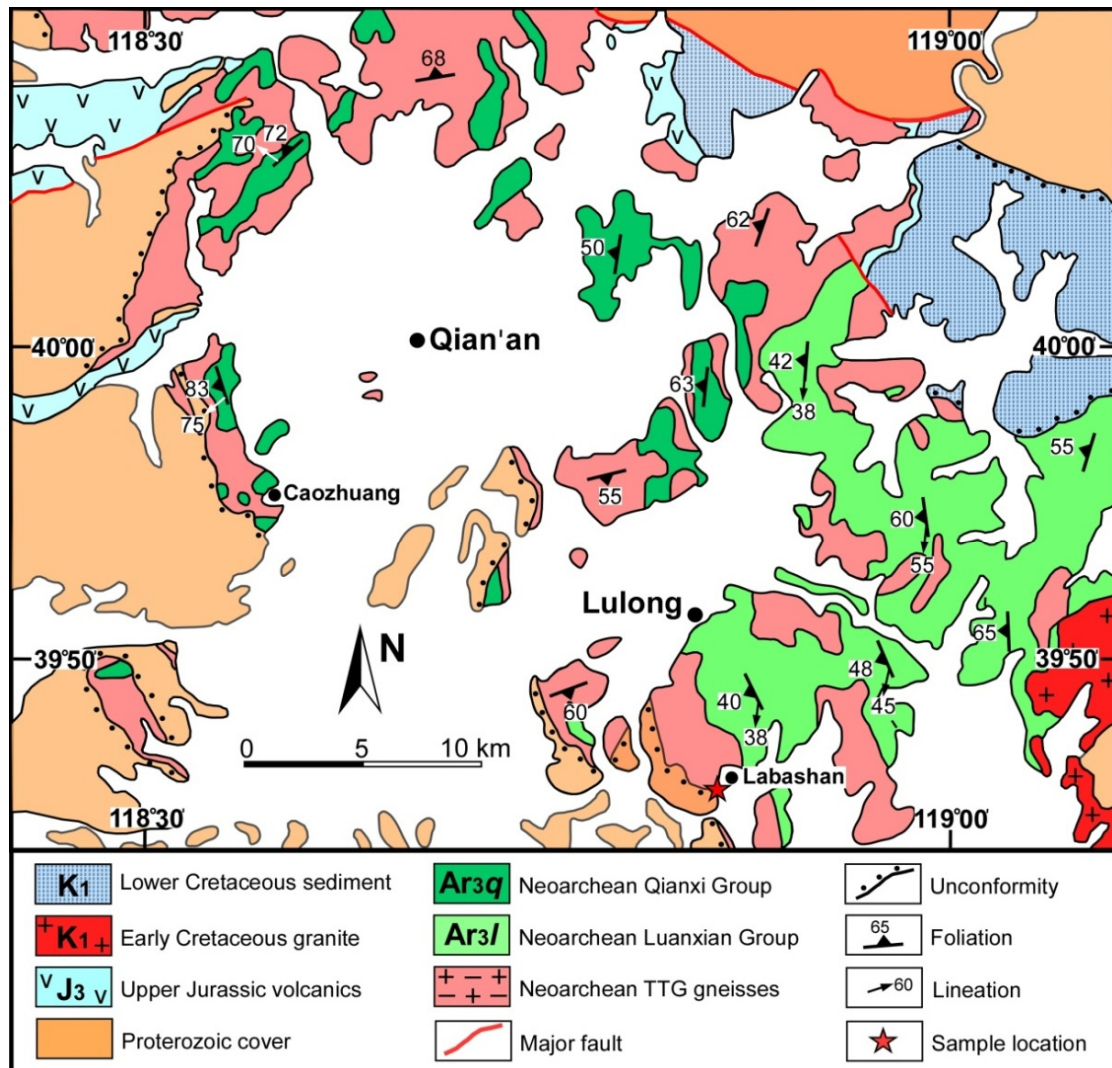 118°30′
119°00′
68
70
72
62
50
40°00′
Qian'an
42
40°00′
83
63
38
75
55
Caozhuang
55
60
55
Lulong
65
N
39°50′
48
39°50′
60
40
45
38
0 5 10 km
Labashan
118°30′
119°00′
K1 Lower Cretaceous sediment
K1 Early Cretaceous granite
J3 Upper Jurassic volcanics
Proterozoic cover
Ar3q Neoarchean Qianxi Group
Ar3l Neoarchean Luanxian Group
Neoarchean TTG gneisses
Major fault
Unconformity
65 Foliation
60 Lineation
Sample location